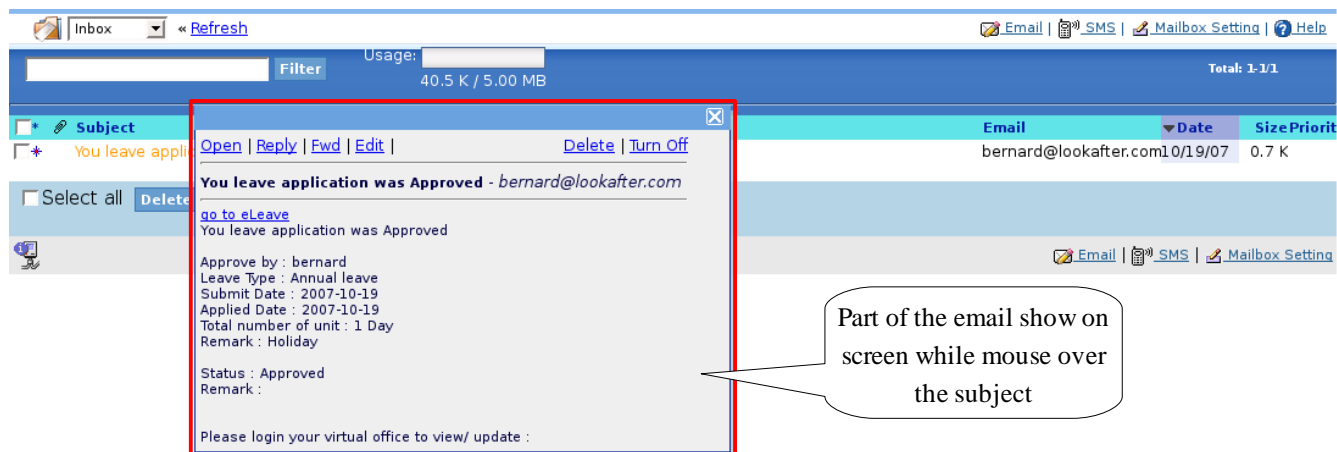 Inbox « Refresh Email | SMS | Mailbox Setting | Help
Filter Usage: Total: 1-1/1
40.5 K / 5.00 MB
* Subject Email Date Size Priorit
You leave applic bernard@lookafter.com 10/19/07 0.7 K
Select all Delete
Email | SMS | Mailbox Setting
Open | Reply | Fwd | Edit | Delete | Turn Off
You leave application was Approved - bernard@lookafter.com
go to eLeave
You leave application was Approved
Approve by : bernard
Leave Type : Annual leave
Submit Date : 2007-10-19
Applied Date : 2007-10-19
Total number of unit : 1 Day
Remark : Holiday
Status : Approved
Remark :
Please login your virtual office to view/ update :
Part of the email show on
screen while mouse over
the subject